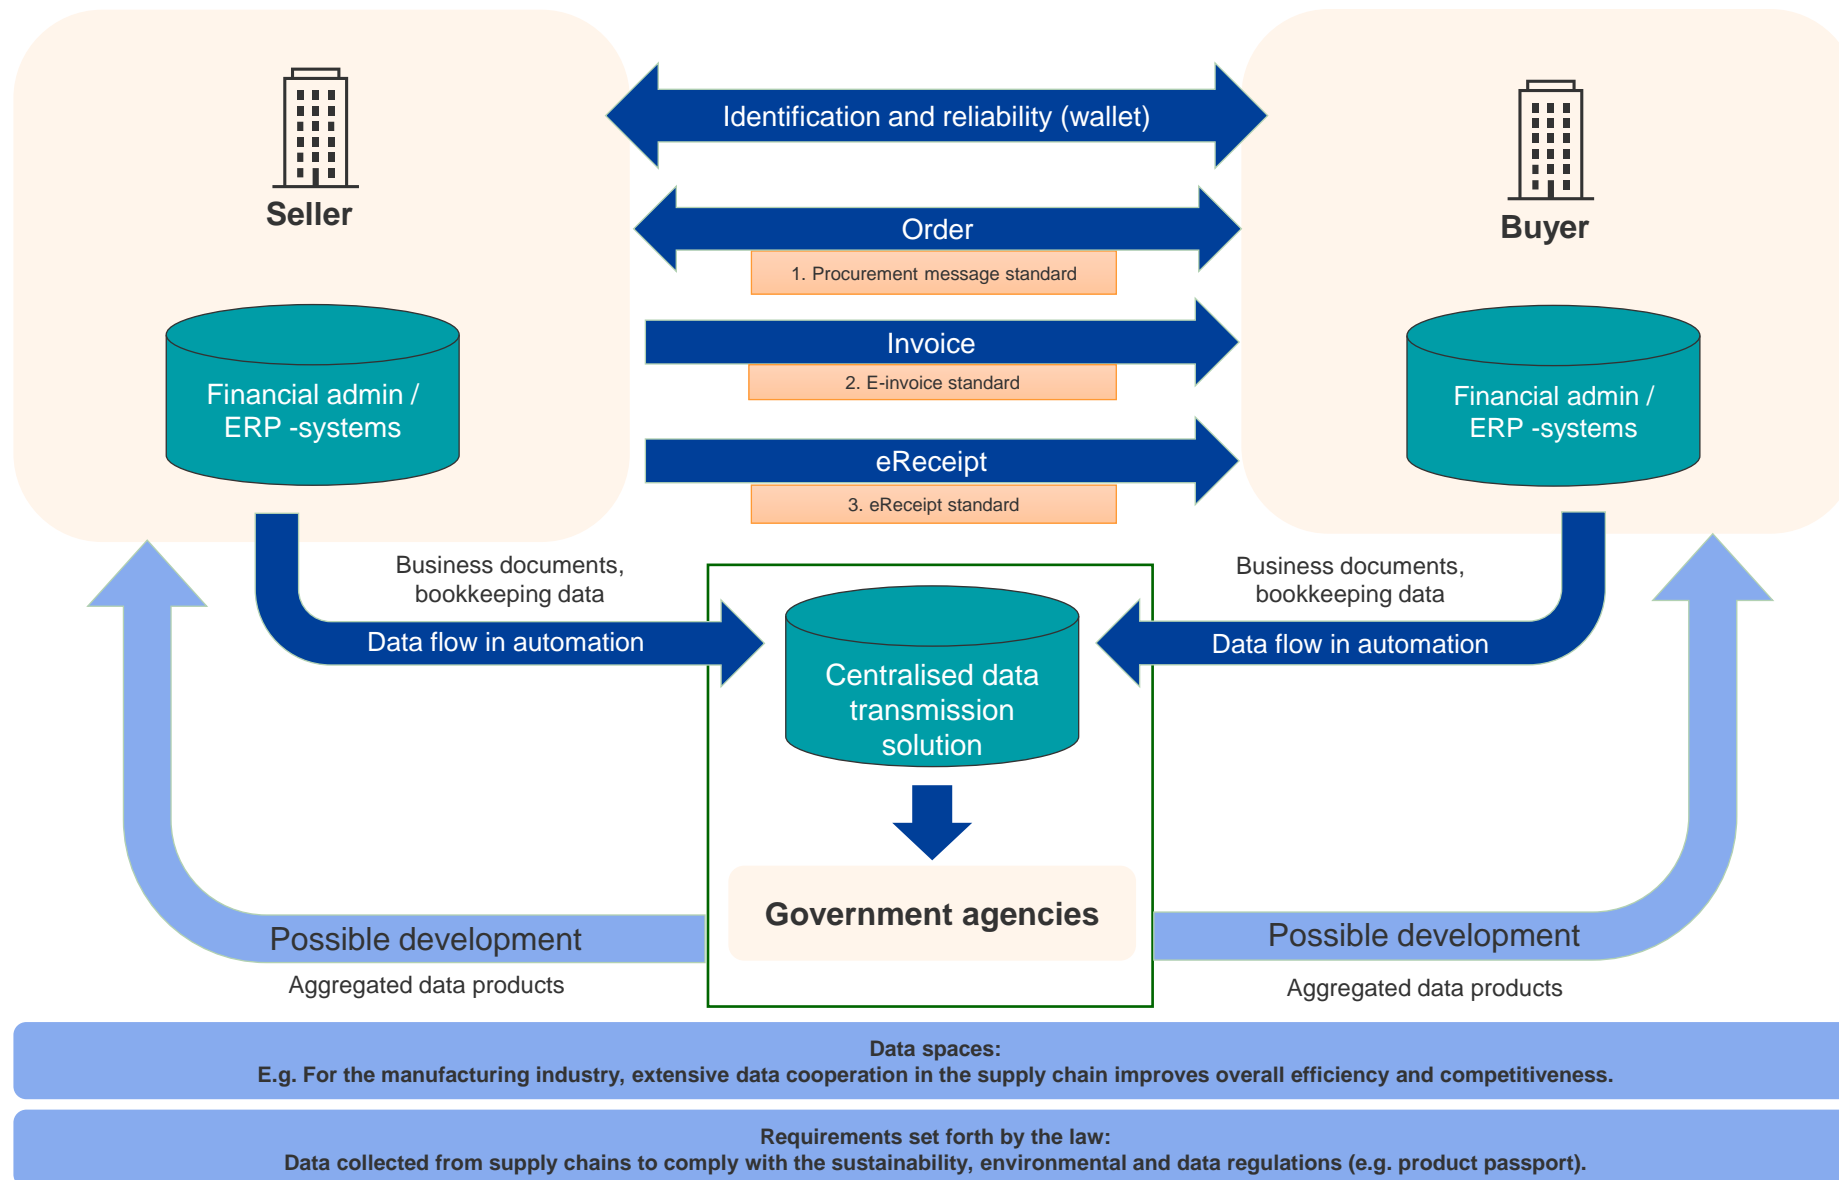 Identification and reliability (wallet)
Seller
Buyer
Order
1. Procurement message standard
Invoice
2. E-invoice standard
eReceipt
3. eReceipt standard
Financial admin /
ERP -systems
Financial admin /
ERP -systems
Business documents,
bookkeeping data
Data flow in automation
Business documents,
bookkeeping data
Data flow in automation
Centralised data
transmission
solution
Government agencies
Possible development
Aggregated data products
Possible development
Aggregated data products
Data spaces:
E.g. For the manufacturing industry, extensive data cooperation in the supply chain improves overall efficiency and competitiveness.
Requirements set forth by the law:
Data collected from supply chains to comply with the sustainability, environmental and data regulations (e.g. product passport).